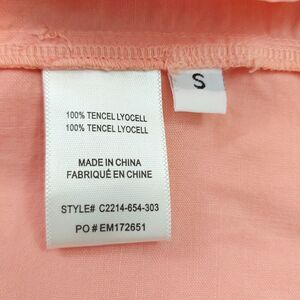 S
100% TENCEL LYOCELL
100% TENCEL LYOCELL
MADE IN CHINA
FABRIQUÉ EN CHINE
STYLE# C2214-654-303
PO # EM172651